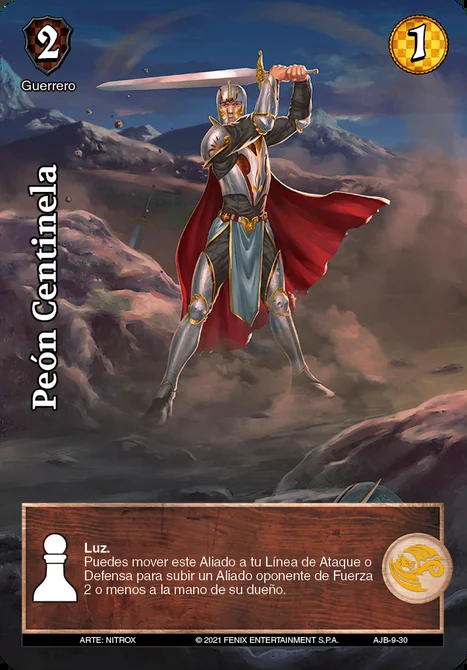 2
1
Guerrero
Peón Centinela
Luz.
Puedes mover este Aliado a tu Línea de Ataque o
Defensa para subir un Aliado oponente de Fuerza
2 o menos a la mano de su dueño.
ARTE: NITROX
© 2021 FENIX ENTERTAINMENT S.P.A.
AJB-9-30